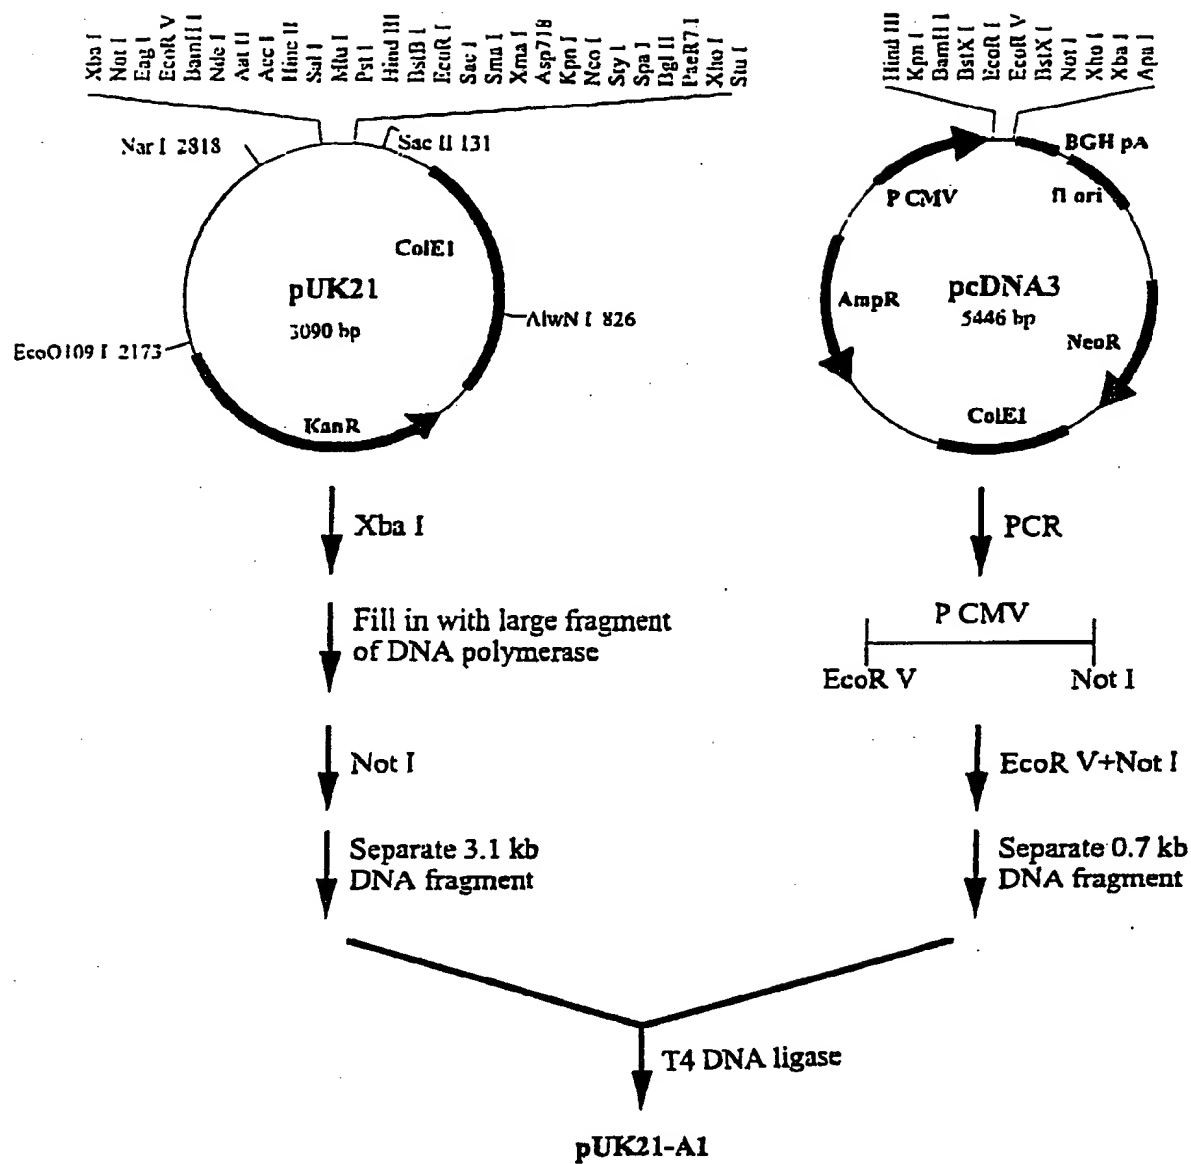 Xba I
Not I
Eag I
EcoR V
BamH I
Nde I
Aat II
Acc I
Hinc II
Sal I
Mlu I
Pst I
Hind III
BstB I
EcoR I
Sac I
Sma I
Xma I
Asp718
Kpn I
Nco I
Sty I
Spa I
Bgl II
PaeR7 I
Xho I
Stu I
Hind III
Kpn I
BamH I
BstX I
EcoR I
EcoR V
BstX I
Not I
Xho I
Xba I
Apa I
Nar I 2818
Sac II 131
ColE1
pUK21
3090 bp
AlwN I 826
EcoO109 I 2173
KanR
BGH pA
f1 ori
P CMV
AmpR
pcDNA3
5446 bp
NeoR
ColE1
Xba I
PCR
Fill in with large fragment
of DNA polymerase
P CMV
EcoR V
Not I
Not I
EcoR V+Not I
Separate 3.1 kb
DNA fragment
Separate 0.7 kb
DNA fragment
T4 DNA ligase
pUK21-A1